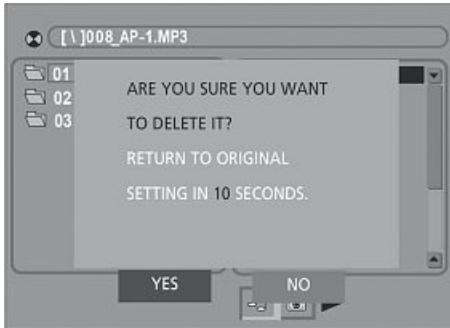 [ \ ]008_AP-1.MP3
01
02
03
ARE YOU SURE YOU WANT
TO DELETE IT?
RETURN TO ORIGINAL
SETTING IN 10 SECONDS.
YES
NO